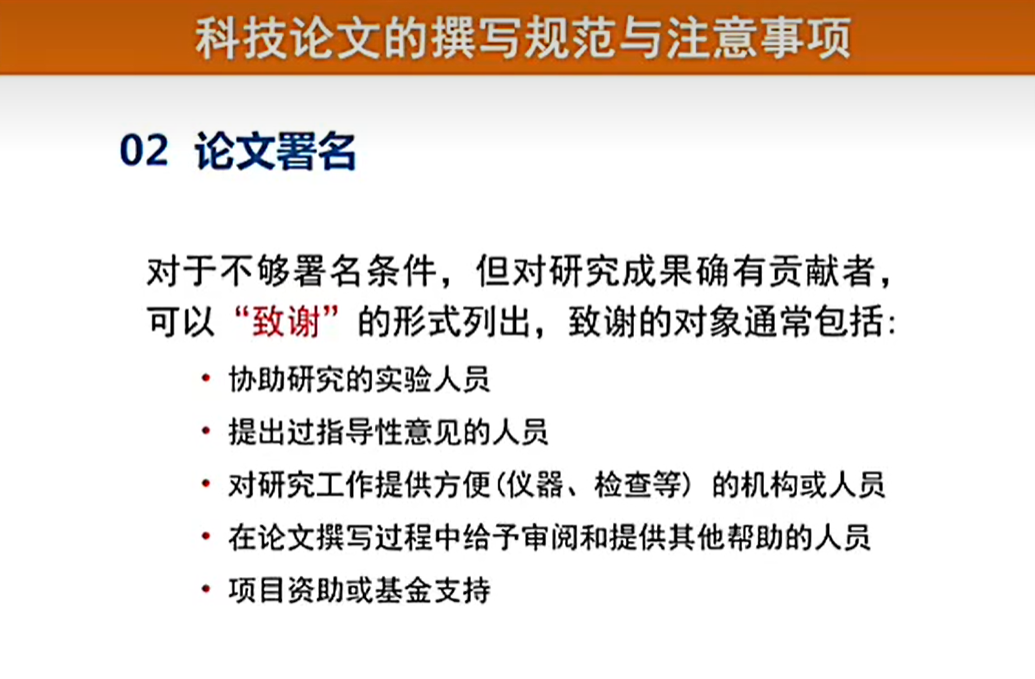 科技论文的撰写规范与注意事项
02 论文署名
对于不够署名条件，但对研究成果确有贡献者，
可以“致谢”的形式列出，致谢的对象通常包括：
• 协助研究的实验人员
• 提出过指导性意见的人员
• 对研究工作提供方便(仪器、检查等) 的机构或人员
• 在论文撰写过程中给予审阅和提供其他帮助的人员
• 项目资助或基金支持